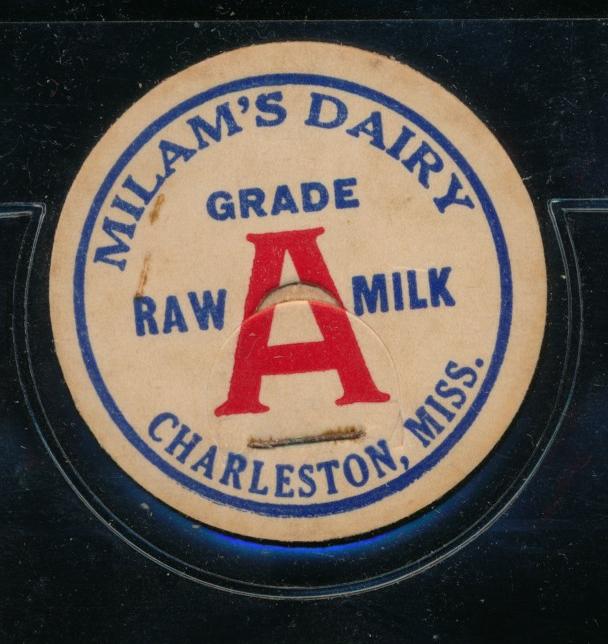 MILAM'S DAIRY
GRADE
A
RAW MILK
CHARLESTON, MISS.